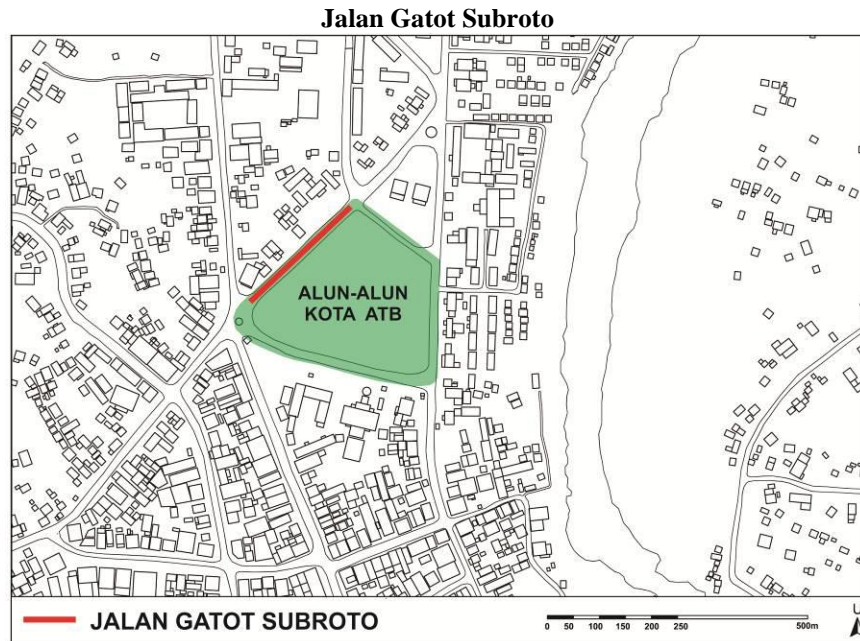 Jalan Gatot Subroto
ALUN-ALUN
KOTA ATB
JALAN GATOT SUBROTO
0 50 100 150 200 250 500m
U